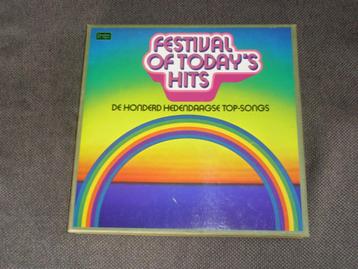 FESTIVAL
OF TODAY'S
HITS
DE HONDERD HEDENDAAGSE TOP-SONGS